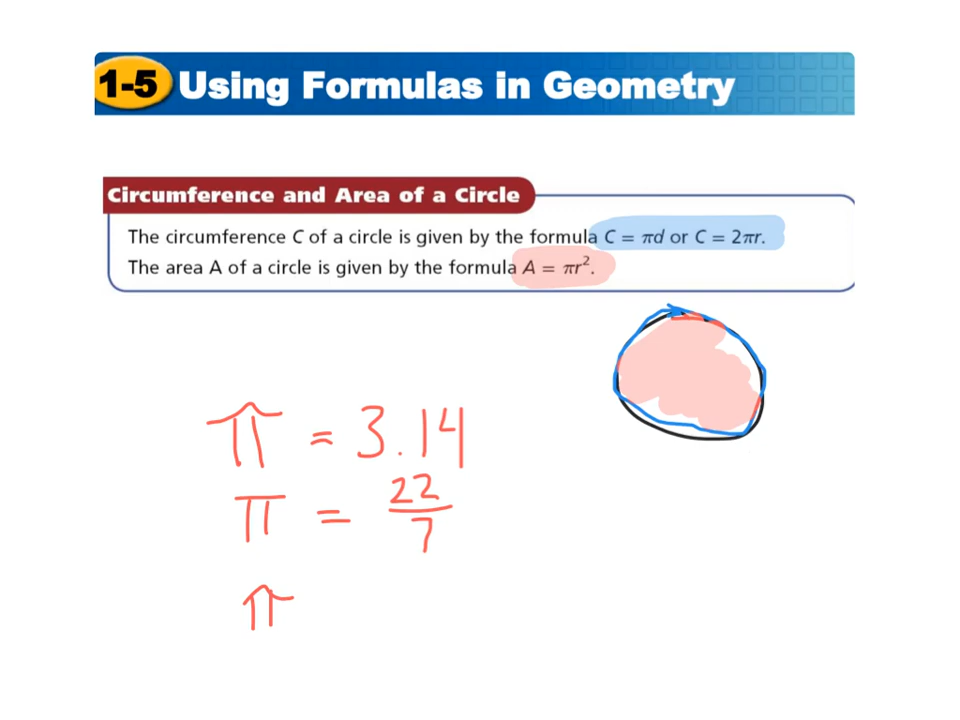 1-5 Using Formulas in Geometry
Circumference and Area of a Circle
The circumference C of a circle is given by the formula C = πd or C = 2πr.
The area A of a circle is given by the formula A = πr².
π = 3.14
π = 22/7
π